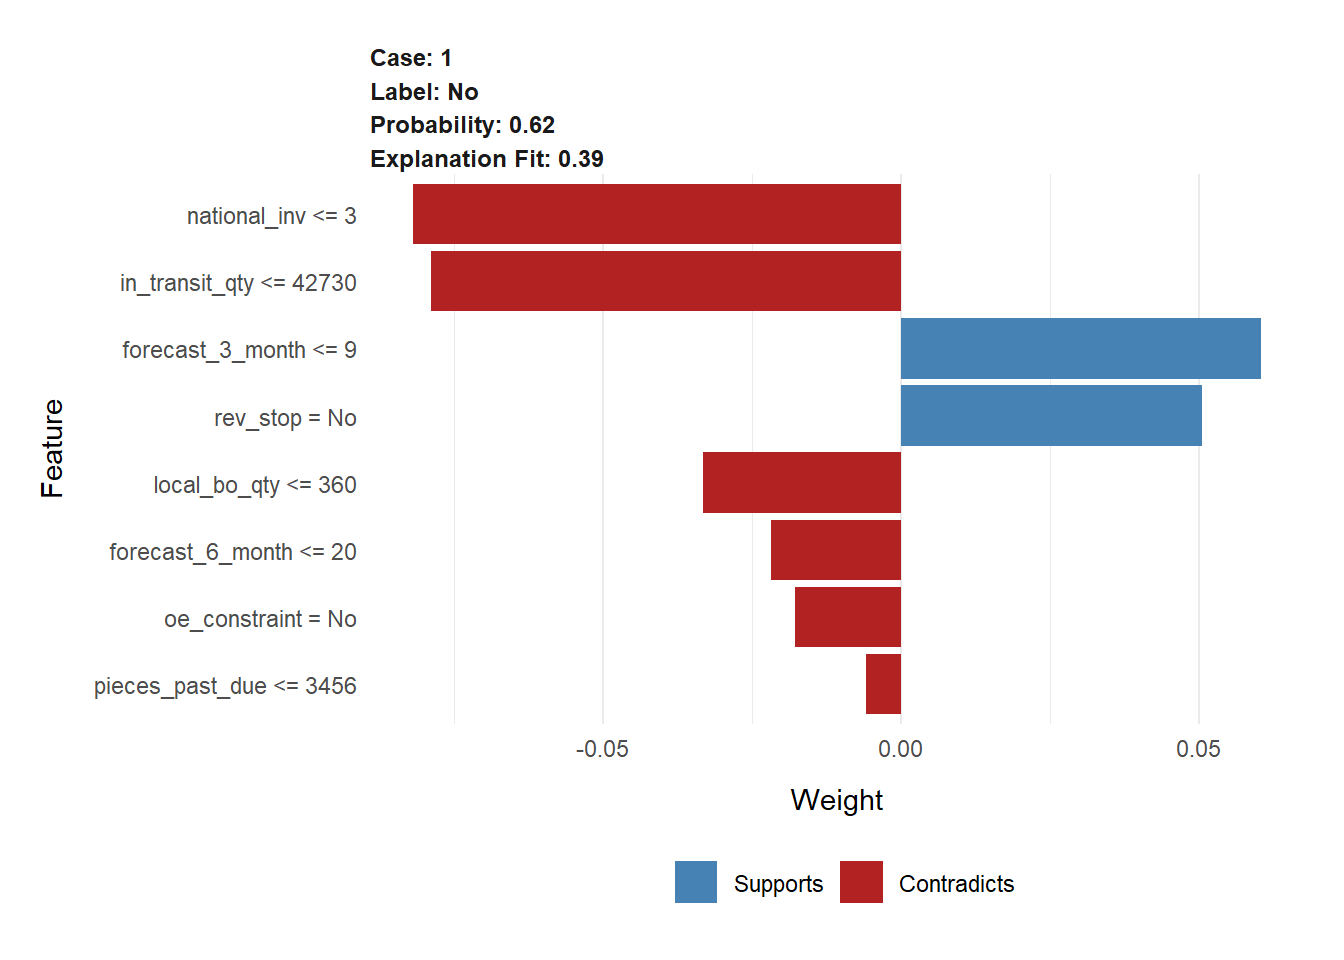 Case: 1
Label: No
Probability: 0.62
Explanation Fit: 0.39
national_inv <= 3
in_transit_qty <= 42730
forecast_3_month <= 9
rev_stop = No
local_bo_qty <= 360
forecast_6_month <= 20
oe_constraint = No
pieces_past_due <= 3456
Feature
-0.05 0.00 0.05
Weight
Supports Contradicts